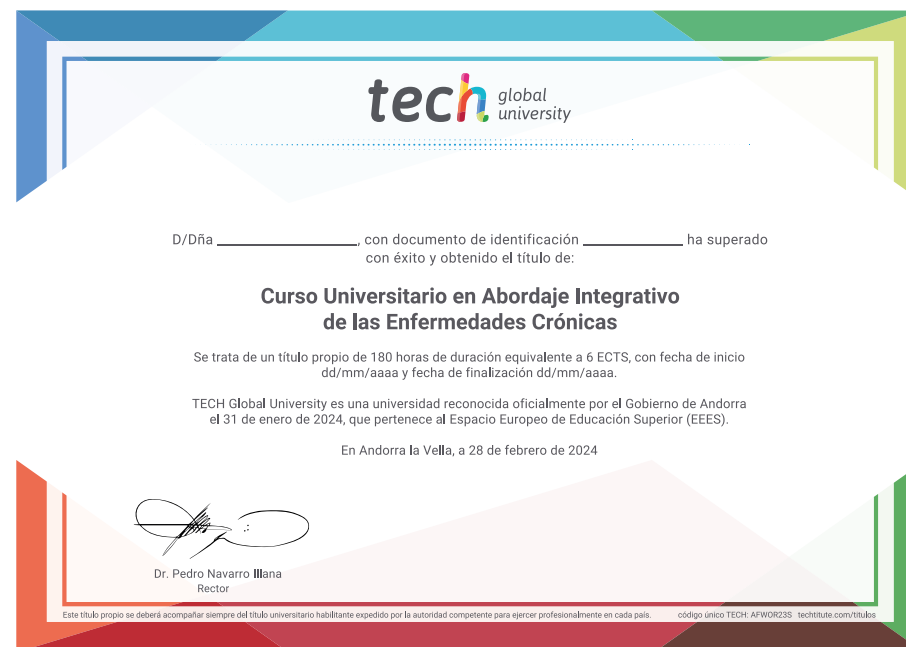 tech global university
D/Dña ______________, con documento de identificación __________ ha superado
con éxito y obtenido el título de:
Curso Universitario en Abordaje Integrativo
de las Enfermedades Crónicas
Se trata de un título propio de 180 horas de duración equivalente a 6 ECTS, con fecha de inicio
dd/mm/aaaa y fecha de finalización dd/mm/aaaa.
TECH Global University es una universidad reconocida oficialmente por el Gobierno de Andorra
el 31 de enero de 2024, que pertenece al Espacio Europeo de Educación Superior (EEES).
En Andorra la Vella, a 28 de febrero de 2024
Dr. Pedro Navarro Illana
Rector
Este título propio se deberá acompañar siempre del título universitario habilitante expedido por la autoridad competente para ejercer profesionalmente en cada país. código único TECH: AFWOR23S techtitute.com/titulos